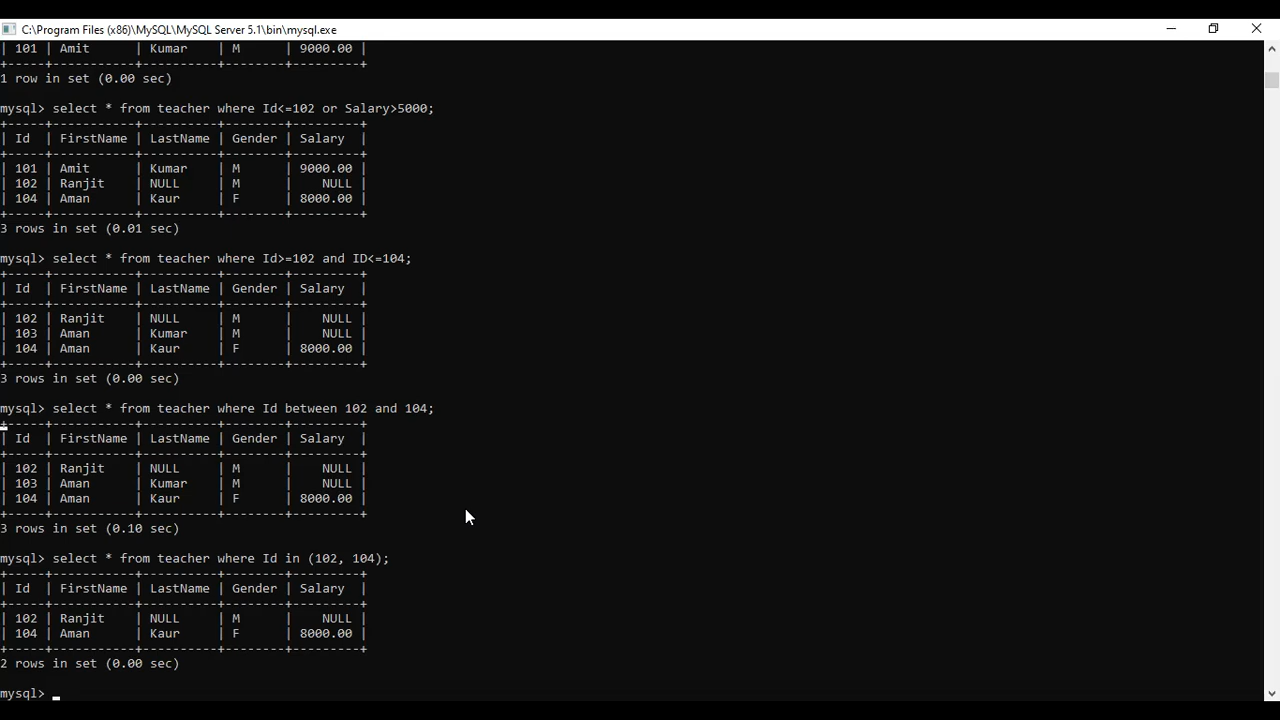 C:\Program Files (x86)\MySQL\MySQL Server 5.1\bin\mysql.exe
| 101 | Amit      | Kumar    | M      | 9000.00 |
+-----+-----------+----------+--------+---------+
1 row in set (0.00 sec)
mysql> select * from teacher where Id<=102 or Salary>5000;
+-----+-----------+----------+--------+---------+
| Id  | FirstName | LastName | Gender | Salary  |
+-----+-----------+----------+--------+---------+
| 101 | Amit      | Kumar    | M      | 9000.00 |
| 102 | Ranjit    | NULL     | M      |    NULL |
| 104 | Aman      | Kaur     | F      | 8000.00 |
+-----+-----------+----------+--------+---------+
3 rows in set (0.01 sec)
mysql> select * from teacher where Id>=102 and ID<=104;
+-----+-----------+----------+--------+---------+
| Id  | FirstName | LastName | Gender | Salary  |
+-----+-----------+----------+--------+---------+
| 102 | Ranjit    | NULL     | M      |    NULL |
| 103 | Aman      | Kumar    | M      |    NULL |
| 104 | Aman      | Kaur     | F      | 8000.00 |
+-----+-----------+----------+--------+---------+
3 rows in set (0.00 sec)
mysql> select * from teacher where Id between 102 and 104;
+-----+-----------+----------+--------+---------+
| Id  | FirstName | LastName | Gender | Salary  |
+-----+-----------+----------+--------+---------+
| 102 | Ranjit    | NULL     | M      |    NULL |
| 103 | Aman      | Kumar    | M      |    NULL |
| 104 | Aman      | Kaur     | F      | 8000.00 |
+-----+-----------+----------+--------+---------+
3 rows in set (0.10 sec)
mysql> select * from teacher where Id in (102, 104);
+-----+-----------+----------+--------+---------+
| Id  | FirstName | LastName | Gender | Salary  |
+-----+-----------+----------+--------+---------+
| 102 | Ranjit    | NULL     | M      |    NULL |
| 104 | Aman      | Kaur     | F      | 8000.00 |
+-----+-----------+----------+--------+---------+
2 rows in set (0.00 sec)
mysql>